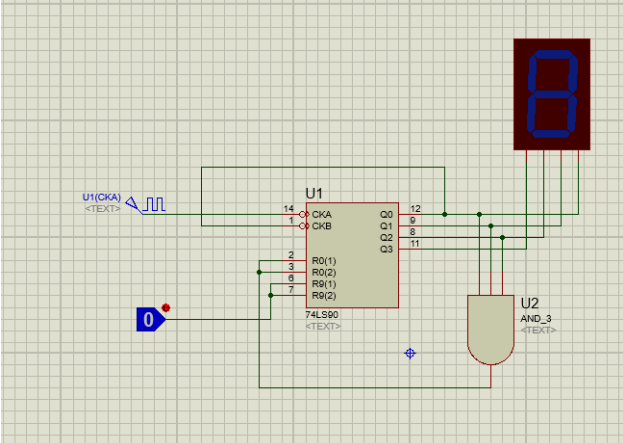 U1(CKA)
<TEXT>
U1
14
1
2
3
6
7
CKA
CKB
R0(1)
R0(2)
R9(1)
R9(2)
Q0
Q1
Q2
Q3
12
9
8
11
74LS90
<TEXT>
0
U2
AND_3
<TEXT>